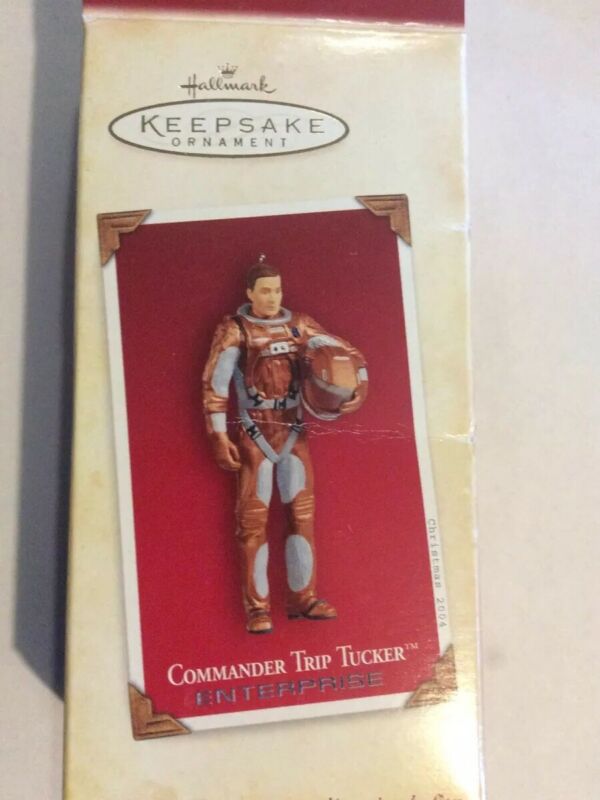 Hallmark
KEEPSAKE
ORNAMENT
Christmas 2004
COMMANDER TRIP TUCKER™
ENTERPRISE